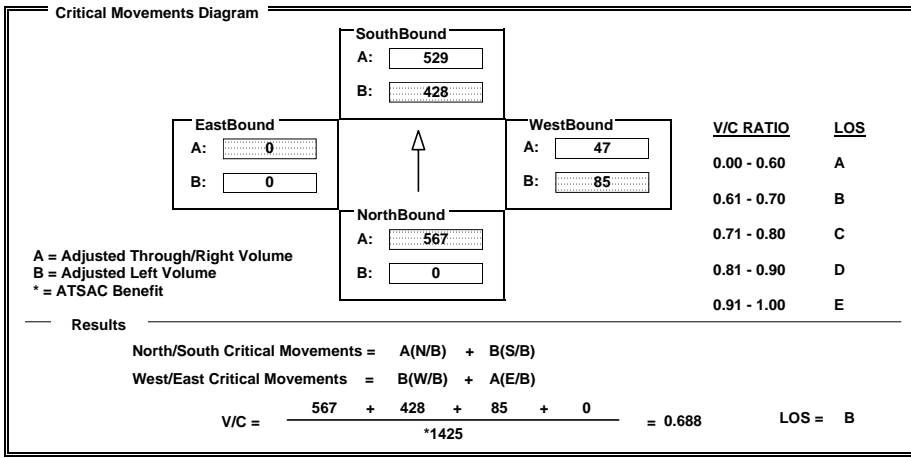 Critical Movements Diagram
SouthBound
A: 529
B: 428
EastBound
A: 0
B: 0
WestBound
A: 47
B: 85
NorthBound
A: 567
B: 0
V/C RATIO LOS
0.00 - 0.60 A
0.61 - 0.70 B
0.71 - 0.80 C
0.81 - 0.90 D
0.91 - 1.00 E
A = Adjusted Through/Right Volume
B = Adjusted Left Volume
* = ATSAC Benefit
Results
North/South Critical Movements = A(N/B) + B(S/B)
West/East Critical Movements = B(W/B) + A(E/B)
567 + 428 + 85 + 0
V/C = = 0.688 LOS = B
*1425